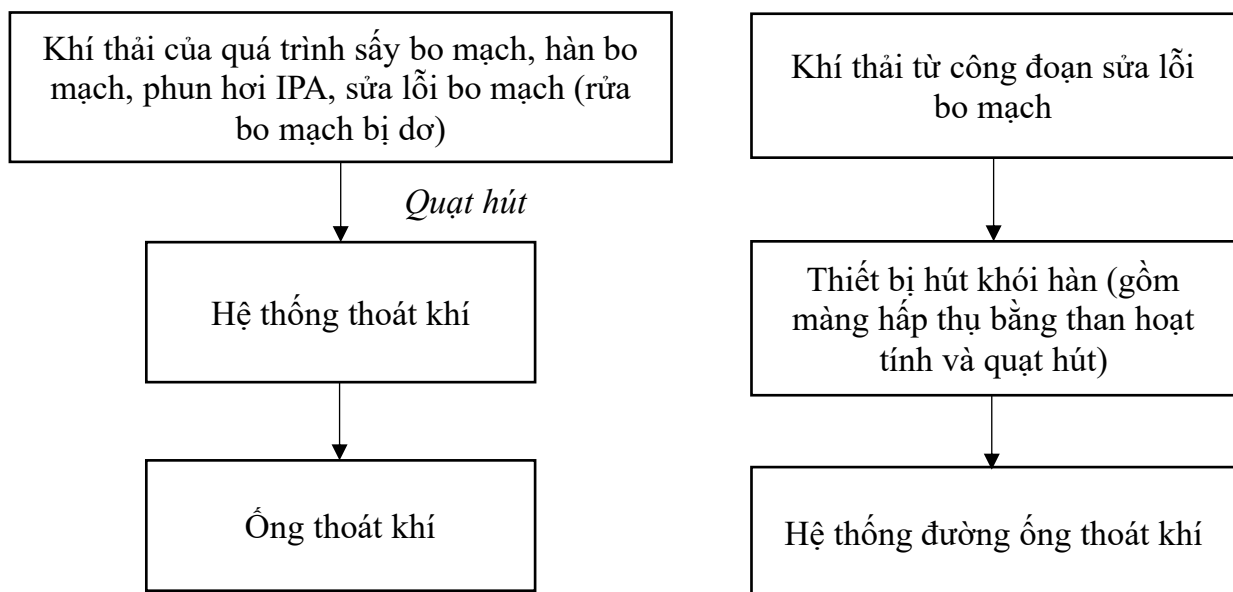 Khí thải của quá trình sấy bo mạch, hàn bo
mạch, phun hơi IPA, sửa lỗi bo mạch (rửa
bo mạch bị dơ)
Quạt hút
Hệ thống thoát khí
Ống thoát khí
Khí thải từ công đoạn sửa lỗi
bo mạch
Thiết bị hút khói hàn (gồm
màng hấp thụ bằng than hoạt
tính và quạt hút)
Hệ thống đường ống thoát khí